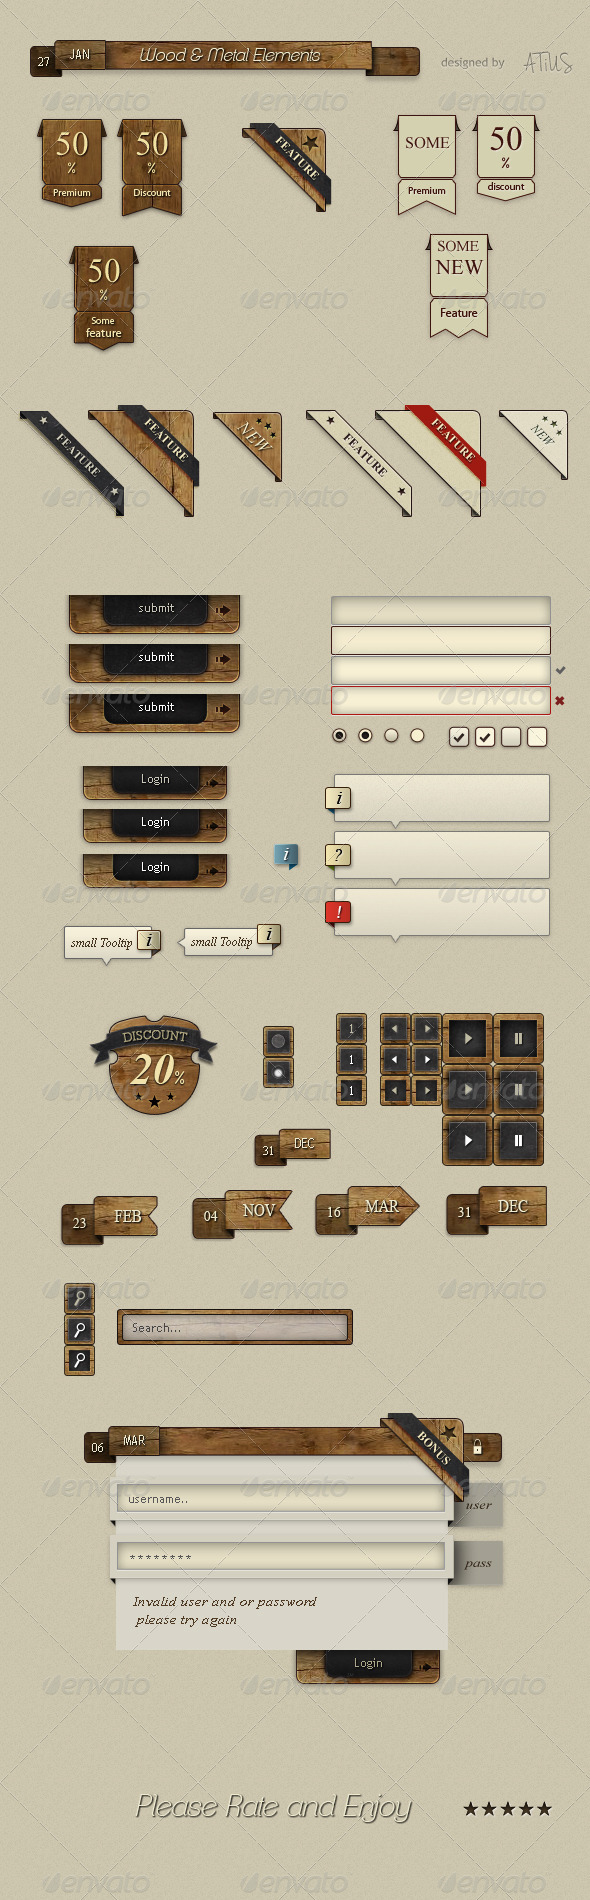 27 JAN Wood & Metal Elements designed by ATiUS
50 % Premium
50 % Discount
FEATURE
SOME Premium
50 % discount
50 % Some feature
SOME NEW Feature
FEATURE
FEATURE
NEW
FEATURE
FEATURE
NEW
submit
submit
submit
Login
Login
Login
i
i
?
!
small Tooltip i
small Tooltip i
DISCOUNT
20%
1
1
1
31 DEC
23 FEB
04 NOV
16 MAR
31 DEC
Search...
06 MAR
BONUS
username..
user
********
pass
Invalid user and or password
please try again
Login
Please Rate and Enjoy
envato